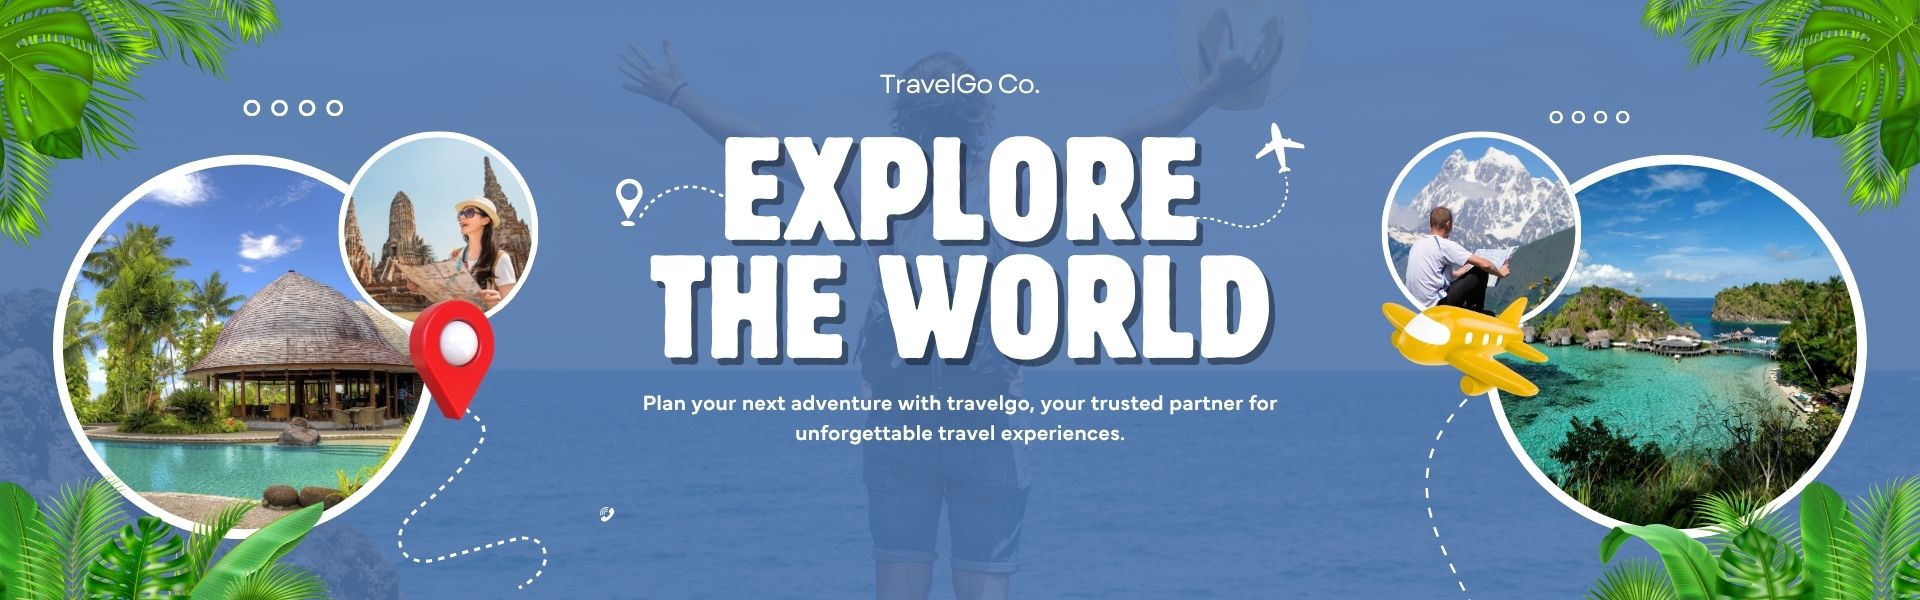 TravelGo Co.
EXPLORE
THE WORLD
Plan your next adventure with travelgo, your trusted partner for
unforgettable travel experiences.